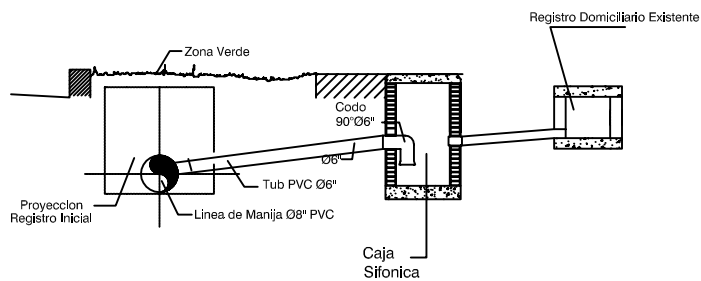 Registro Domiciliario Existente
Zona Verde
Codo
90°Ø6"
Ø6"
Tub PVC Ø6"
Proyeccion
Registro Inicial
Linea de Manija Ø8" PVC
Caja
Sifonica